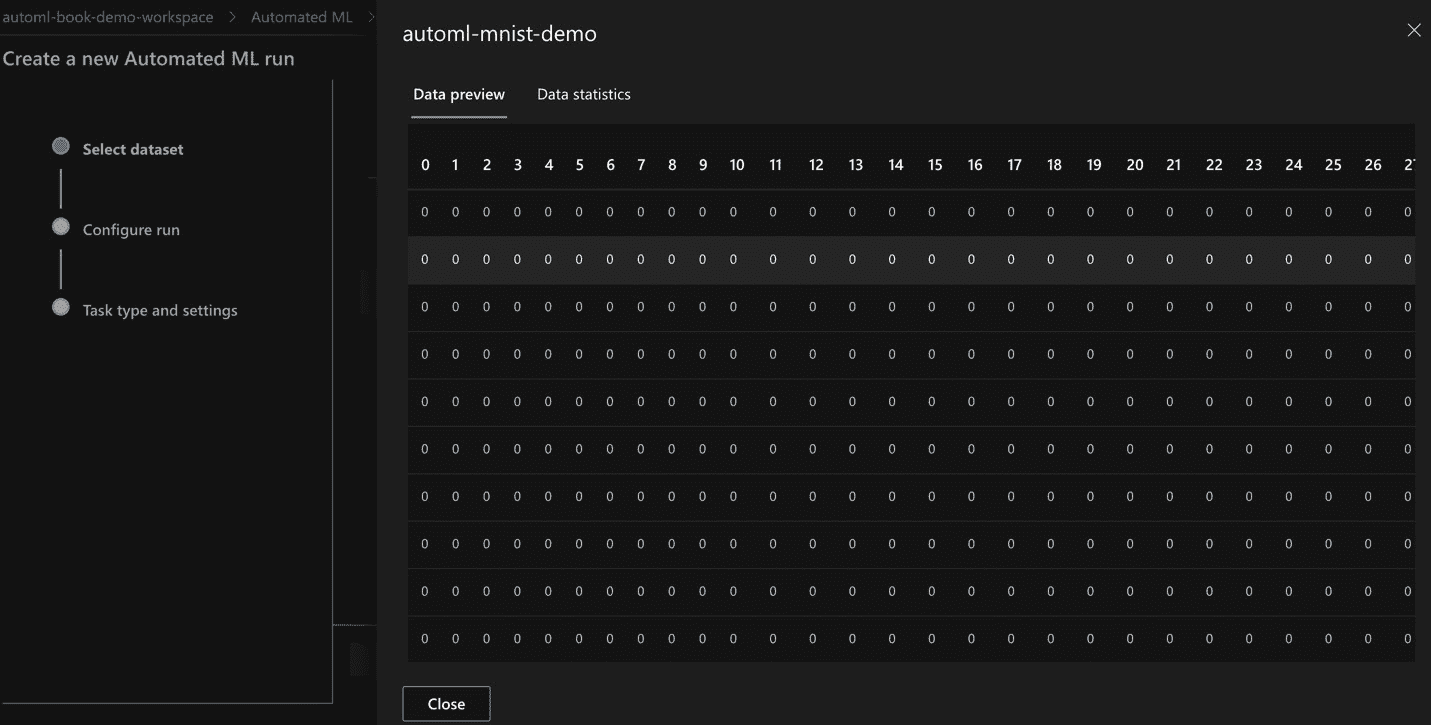 automl-book-demo-workspace > Automated ML >
Create a new Automated ML run
Select dataset
Configure run
Task type and settings
automl-mnist-demo
Data preview Data statistics
0 1 2 3 4 5 6 7 8 9 10 11 12 13 14 15 16 17 18 19 20 21 22 23 24 25 26
0 0 0 0 0 0 0 0 0 0 0 0 0 0 0 0 0 0 0 0 0 0 0 0 0 0 0 0
0 0 0 0 0 0 0 0 0 0 0 0 0 0 0 0 0 0 0 0 0 0 0 0 0 0 0 0
0 0 0 0 0 0 0 0 0 0 0 0 0 0 0 0 0 0 0 0 0 0 0 0 0 0 0 0
0 0 0 0 0 0 0 0 0 0 0 0 0 0 0 0 0 0 0 0 0 0 0 0 0 0 0 0
0 0 0 0 0 0 0 0 0 0 0 0 0 0 0 0 0 0 0 0 0 0 0 0 0 0 0 0
0 0 0 0 0 0 0 0 0 0 0 0 0 0 0 0 0 0 0 0 0 0 0 0 0 0 0 0
0 0 0 0 0 0 0 0 0 0 0 0 0 0 0 0 0 0 0 0 0 0 0 0 0 0 0 0
0 0 0 0 0 0 0 0 0 0 0 0 0 0 0 0 0 0 0 0 0 0 0 0 0 0 0 0
0 0 0 0 0 0 0 0 0 0 0 0 0 0 0 0 0 0 0 0 0 0 0 0 0 0 0 0
0 0 0 0 0 0 0 0 0 0 0 0 0 0 0 0 0 0 0 0 0 0 0 0 0 0 0 0
Close